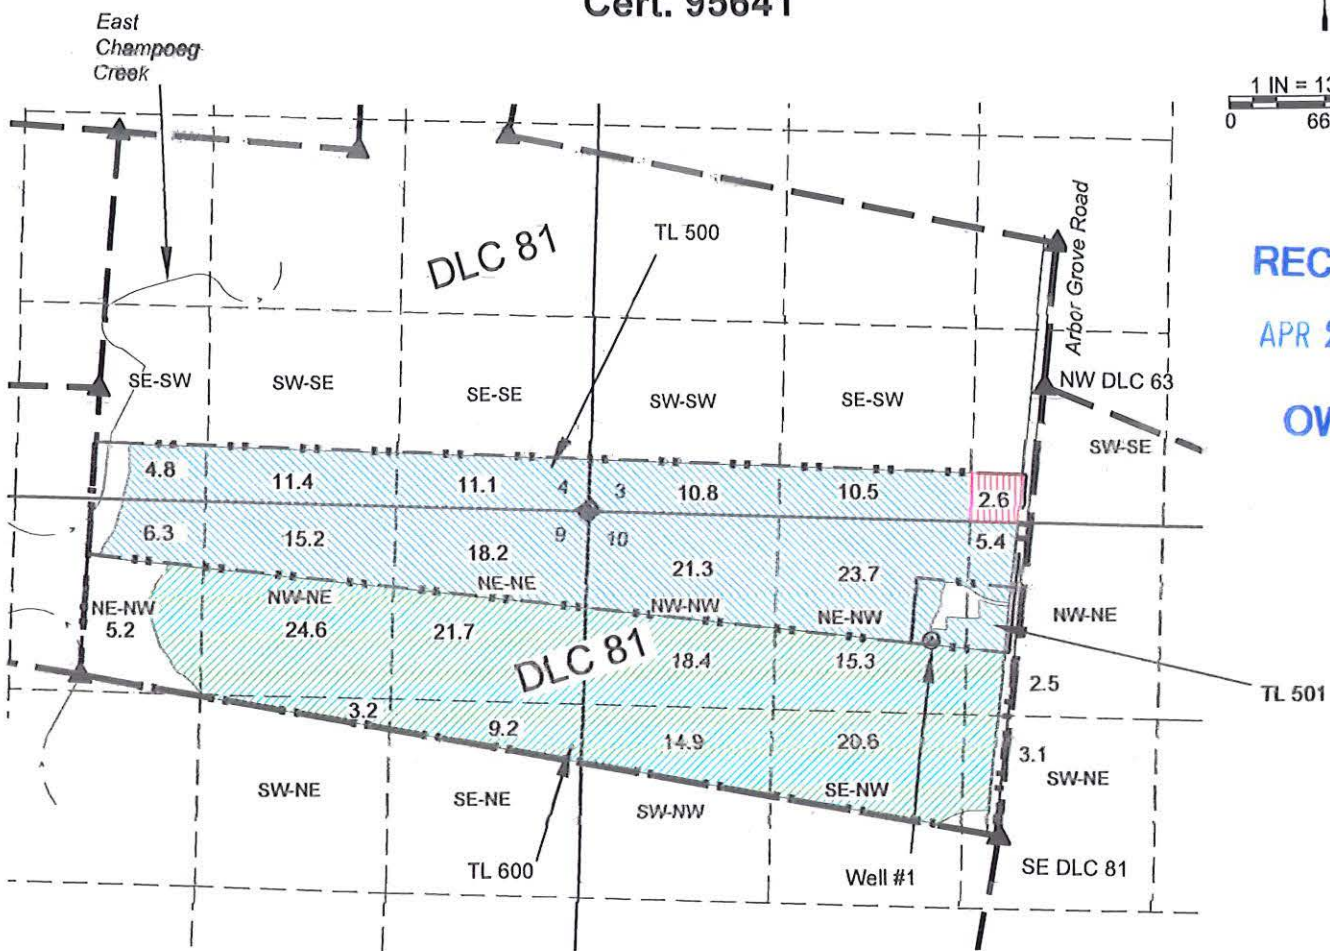 Cert. 95641
East
Champoeg
Creek
1 IN = 13
0 66
TL 500
DLC 81
Arbor Grove Road
REC
APR 2
OW
NW DLC 63
SE-SW
SW-SE
SE-SE
SW-SW
SE-SW
SW-SE
4.8
11.4
11.1
4
3
10.8
10.5
2.6
6.3
15.2
18.2
9
10
21.3
23.7
5.4
NE-NW
NW-NE
NE-NE
NW-NW
NE-NW
NW-NE
5.2
24.6
21.7
DLC 81
18.4
15.3
2.5
TL 501
3.2
9.2
14.9
20.6
3.1
SW-NE
SE-NE
SW-NW
SE-NW
SW-NE
TL 600
Well #1
SE DLC 81